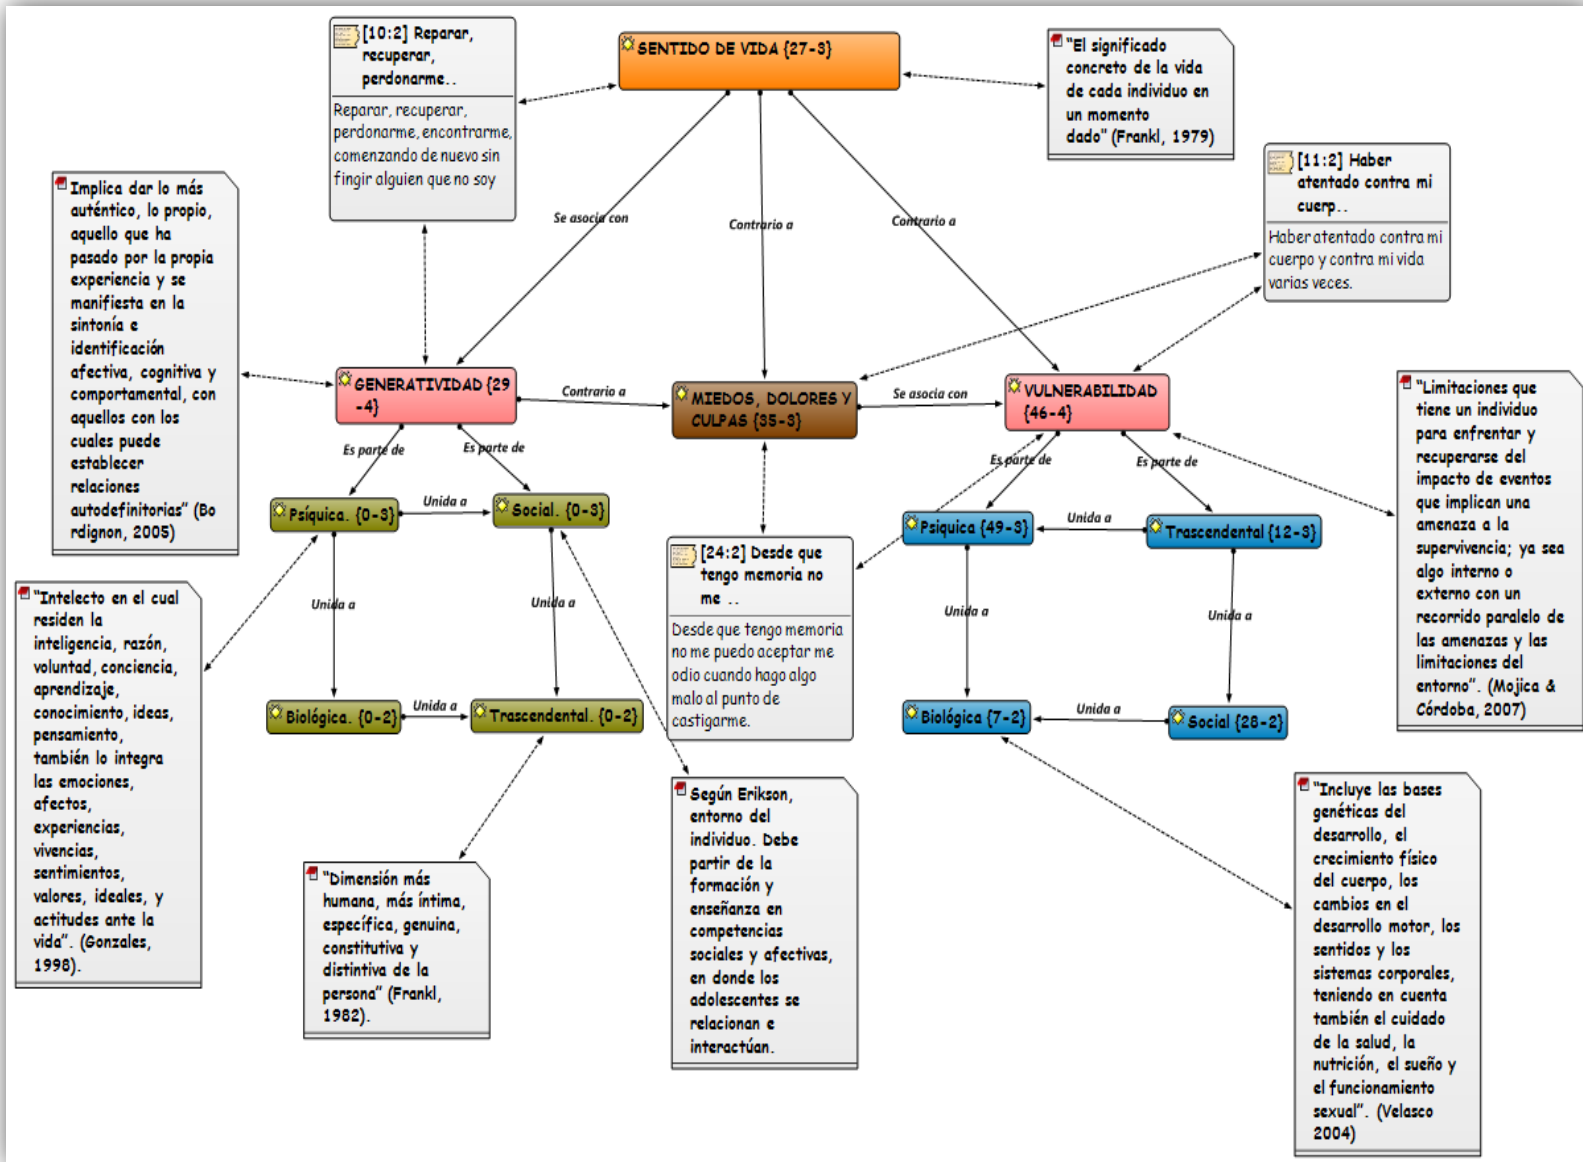 [10:2] Reparar,
recuperar,
perdonarme..
Reparar, recuperar,
perdonarme, encontrarme,
comenzando de nuevo sin
fingir alguien que no soy
SENTIDO DE VIDA {27-3}
"El significado
concreto de la vida
de cada individuo en
un momento
dado" (Frankl, 1979)
[11:2] Haber
atentado contra mi
cuerp..
Haber atentado contra mi
cuerpo y contra mi vida
varias veces.
Implica dar lo más
auténtico, lo propio,
aquello que ha
pasado por la propia
experiencia y se
manifiesta en la
sintonía e
identificación
afectiva, cognitiva y
comportamental, con
aquellos con los
cuales puede
establecer
relaciones
autodefinitorias" (Bo
rdignon, 2005)
Se asocia con
Contrario a
Contrario a
GENERATIVIDAD {29
-4}
Contrario a
MIEDOS, DOLORES Y
CULPAS {35-3}
Se asocia con
VULNERABILIDAD
{46-4}
"Limitaciones que
tiene un individuo
para enfrentar y
recuperarse del
impacto de eventos
que implican una
amenaza a la
supervivencia; ya sea
algo interno o
externo con un
recorrido paralelo de
las amenazas y las
limitaciones del
entorno". (Mojica &
Córdoba, 2007)
Es parte de
Es parte de
Es parte de
Es parte de
Psíquica. {0-3}
Unida a
Social. {0-3}
Psiquica {49-3}
Unida a
Trascendental {12-3}
[24:2] Desde que
tengo memoria no
me ..
Desde que tengo memoria
no me puedo aceptar me
odio cuando hago algo
malo al punto de
castigarme.
"Intelecto en el cual
residen la
inteligencia, razón,
voluntad, conciencia,
aprendizaje,
conocimiento, ideas,
pensamiento,
también lo integra
las emociones,
afectos,
experiencias,
vivencias,
sentimientos,
valores, ideales, y
actitudes ante la
vida". (Gonzales,
1998).
Unida a
Unida a
Unida a
Unida a
Biológica. {0-2}
Unida a
Trascendental. {0-2}
Biológica {7-2}
Unida a
Social {28-2}
"Dimensión más
humana, más íntima,
específica, genuina,
constitutiva y
distintiva de la
persona" (Frankl,
1982).
Según Erikson,
entorno del
individuo. Debe
partir de la
formación y
enseñanza en
competencias
sociales y afectivas,
en donde los
adolescentes se
relacionan e
interactúan.
"Incluye las bases
genéticas del
desarrollo, el
crecimiento físico
del cuerpo, los
cambios en el
desarrollo motor, los
sentidos y los
sistemas corporales,
teniendo en cuenta
también el cuidado
de la salud, la
nutrición, el sueño y
el funcionamiento
sexual". (Velasco
2004)